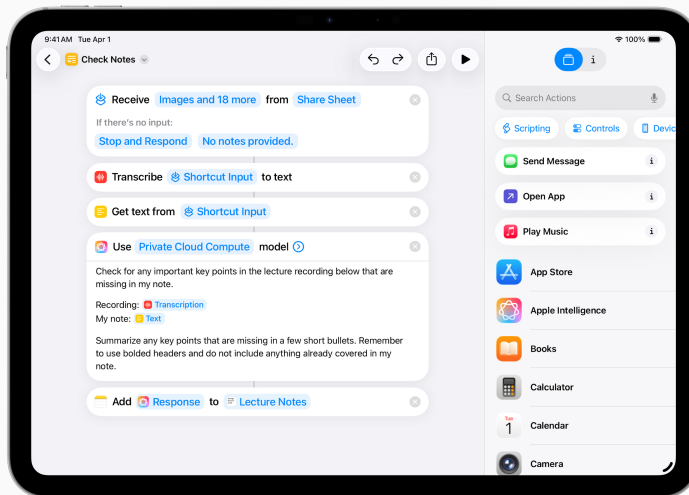 9:41 AM Tue Apr 1
100%
Check Notes
Receive Images and 18 more from Share Sheet
If there's no input:
Stop and Respond No notes provided.
Transcribe Shortcut Input to text
Get text from Shortcut Input
Use Private Cloud Compute model
Check for any important key points in the lecture recording below that are
missing in my note.
Recording: Transcription
My note: Text
Summarize any key points that are missing in a few short bullets. Remember
to use bolded headers and do not include anything already covered in my
note.
Add Response to Lecture Notes
i
Search Actions
Scripting Controls Devic
Send Message i
Open App i
Play Music i
App Store
Apple Intelligence
Books
Calculator
Tue
1
Calendar
Camera